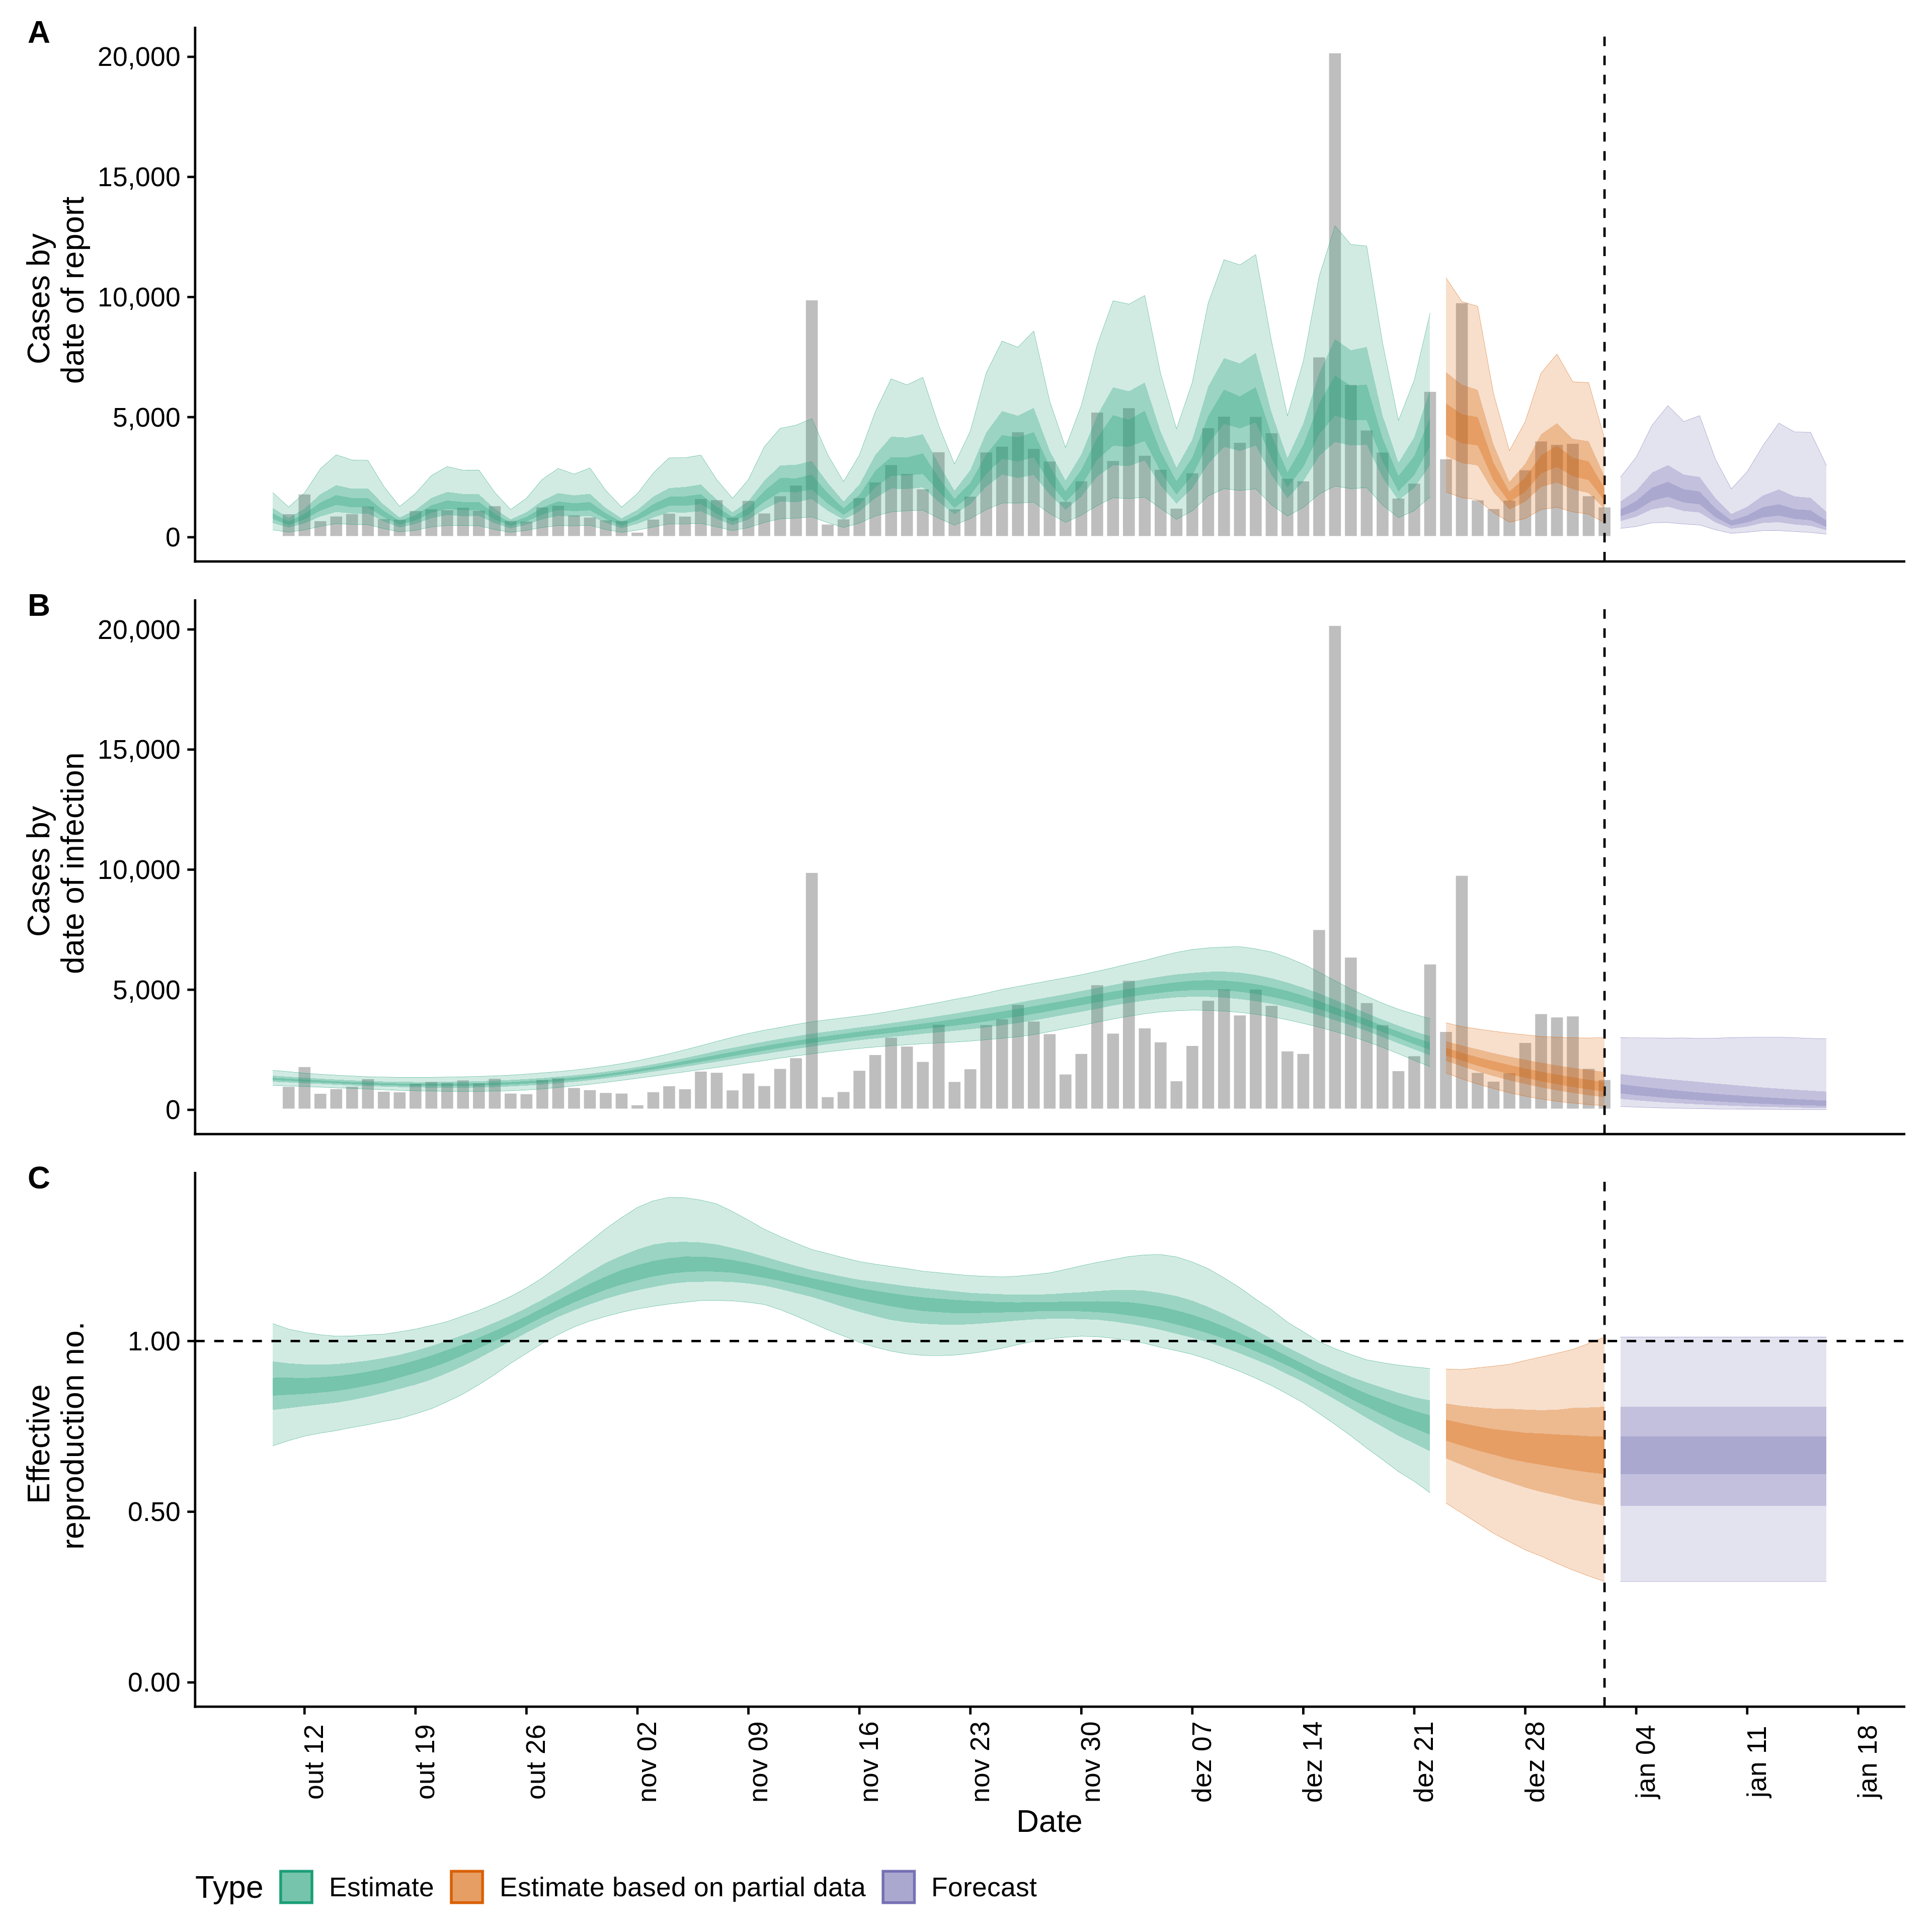 A
20,000
15,000
10,000
5,000
0
Cases by
date of report
B
20,000
15,000
10,000
5,000
0
Cases by
date of infection
C
1.00
0.50
0.00
Effective
reproduction no.
out 12
out 19
out 26
nov 02
nov 09
nov 16
nov 23
nov 30
dez 07
dez 14
dez 21
dez 28
jan 04
jan 11
jan 18
Date
Type Estimate Estimate based on partial data Forecast